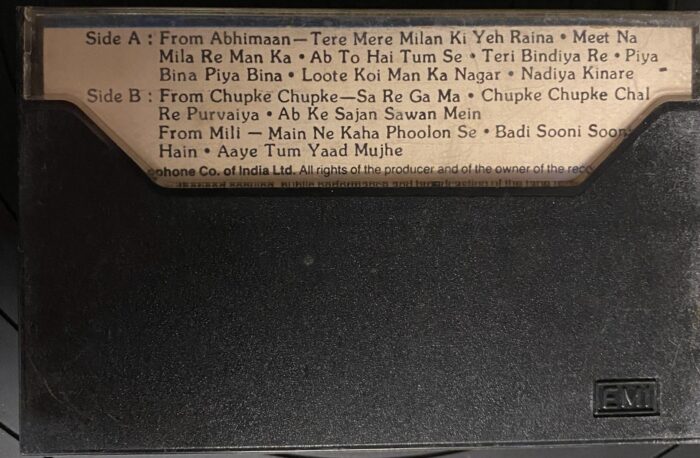 Side A : From Abhimaan—Tere Mere Milan Ki Yeh Raina • Meet Na
Mila Re Man Ka • Ab To Hai Tum Se • Teri Bindiya Re • Piya
Bina Piya Bina • Loote Koi Man Ka Nagar • Nadiya Kinare
Side B : From Chupke Chupke—Sa Re Ga Ma • Chupke Chupke Chal
Re Purvaiya • Ab Ke Sajan Sawan Mein
From Mili — Main Ne Kaha Phoolon Se • Badi Sooni Sooni
Hain • Aaye Tum Yaad Mujhe
ophone Co. of India Ltd. All rights of the producer and of the owner of the reco
EMI